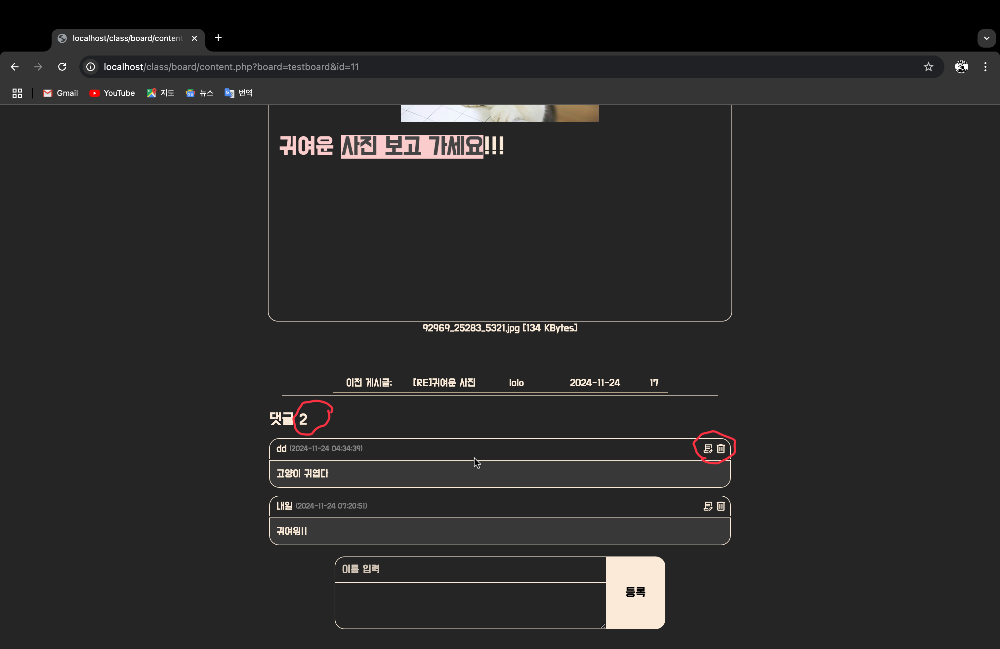 localhost/class/board/content
localhost/class/board/content.php?board=testboard&id=11
Gmail YouTube 지도 뉴스 번역
귀여운 사진 보고 가세요!!!
92969_25283_5321.jpg [134 KBytes]
이전 게시글: [RE]귀여운 사진 lolo 2024-11-24 17
댓글 2
dd (2024-11-24 04:34:39)
고양이 귀엽다
내일 (2024-11-24 07:20:51)
귀여워!!
이름 입력
등록